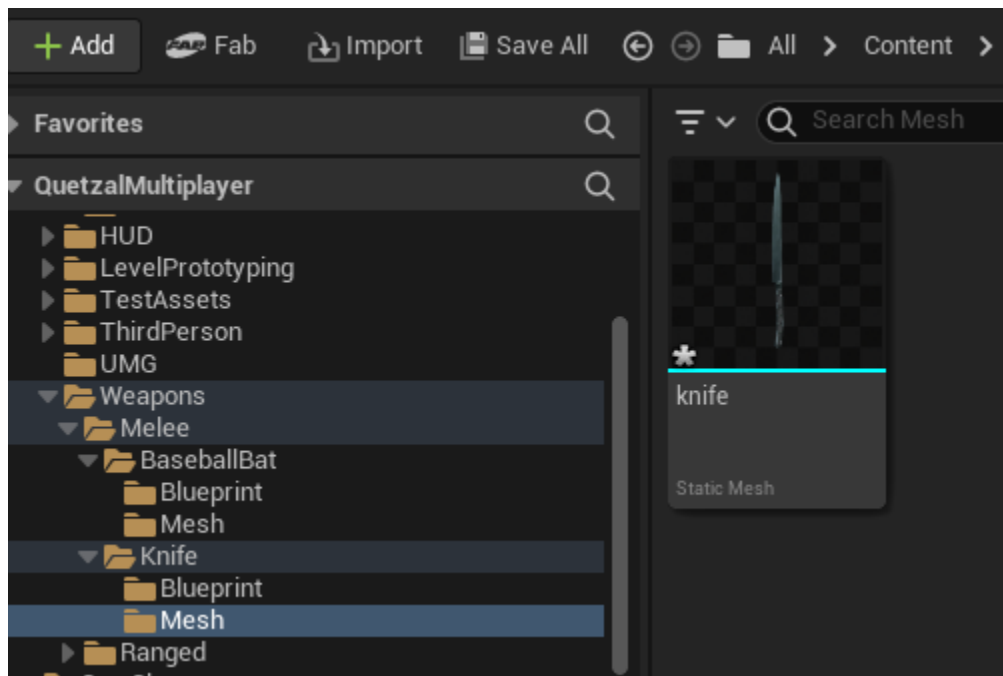 + Add Fab Import Save All All > Content >
Favorites
QuetzalMultiplayer
HUD
LevelPrototyping
TestAssets
ThirdPerson
UMG
Weapons
Melee
BaseballBat
Blueprint
Mesh
Knife
Blueprint
Mesh
Ranged
Search Mesh
knife
Static Mesh